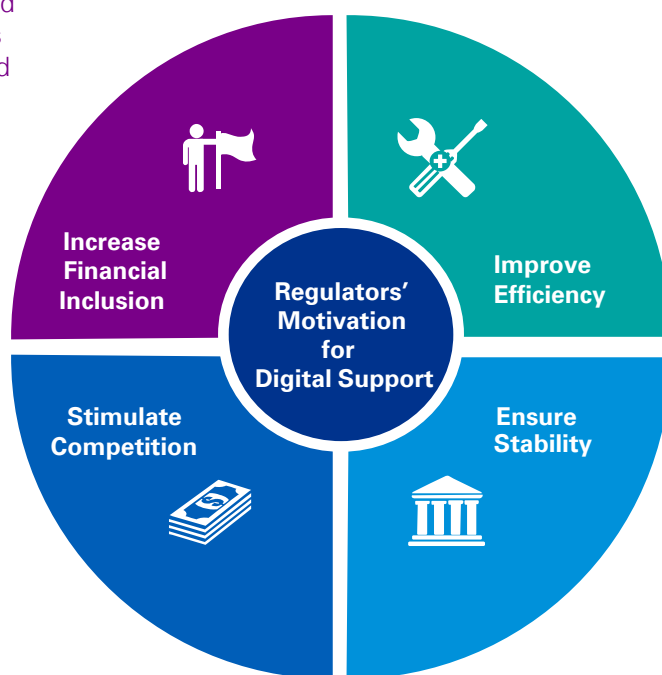 Increase
Financial
Inclusion
Improve
Efficiency
Regulators’
Motivation
for
Digital Support
Stimulate
Competition
Ensure
Stability